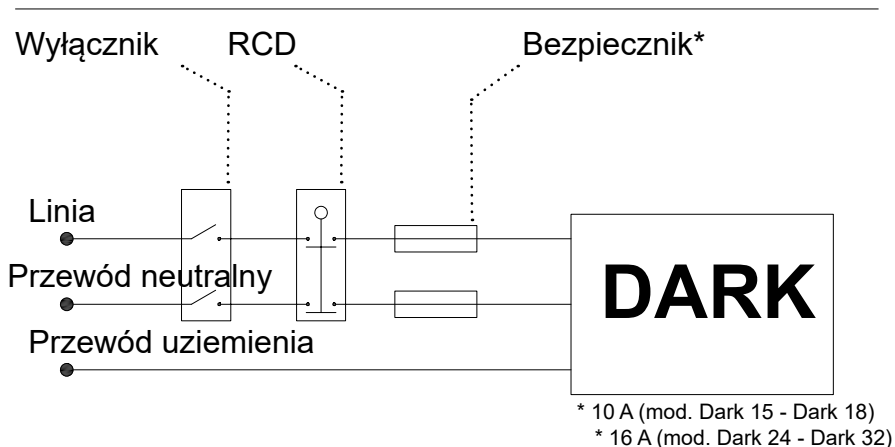 Wyłącznik RCD Bezpiecznik*
Linia
Przewód neutralny
Przewód uziemienia
DARK
* 10 A (mod. Dark 15 - Dark 18)
* 16 A (mod. Dark 24 - Dark 32)